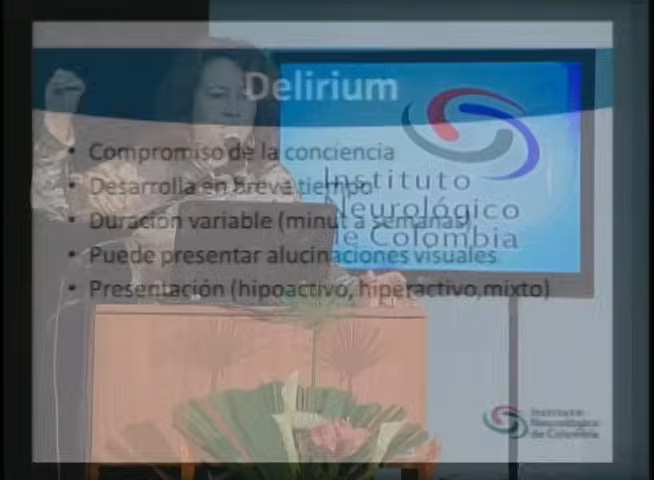 Delirium
• Compromiso de la conciencia
• Desarrolla en breve tiempo
• Duración variable (minut a semanas)
• Puede presentar alucinaciones visuales
• Presentación (hipoactivo, hiperactivo,mixto)
Instituto
Neurológico
de Colombia
Instituto
Neurológico
de Colombia